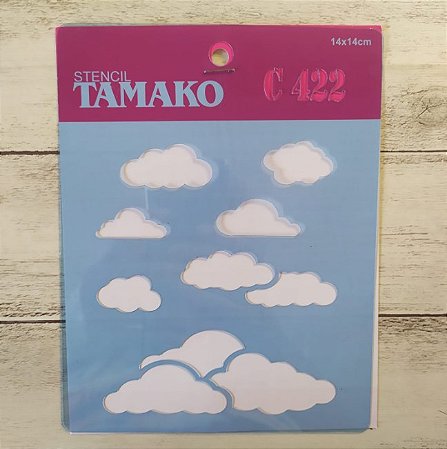 14x14cm
STENCIL
TAMAKO
C 422